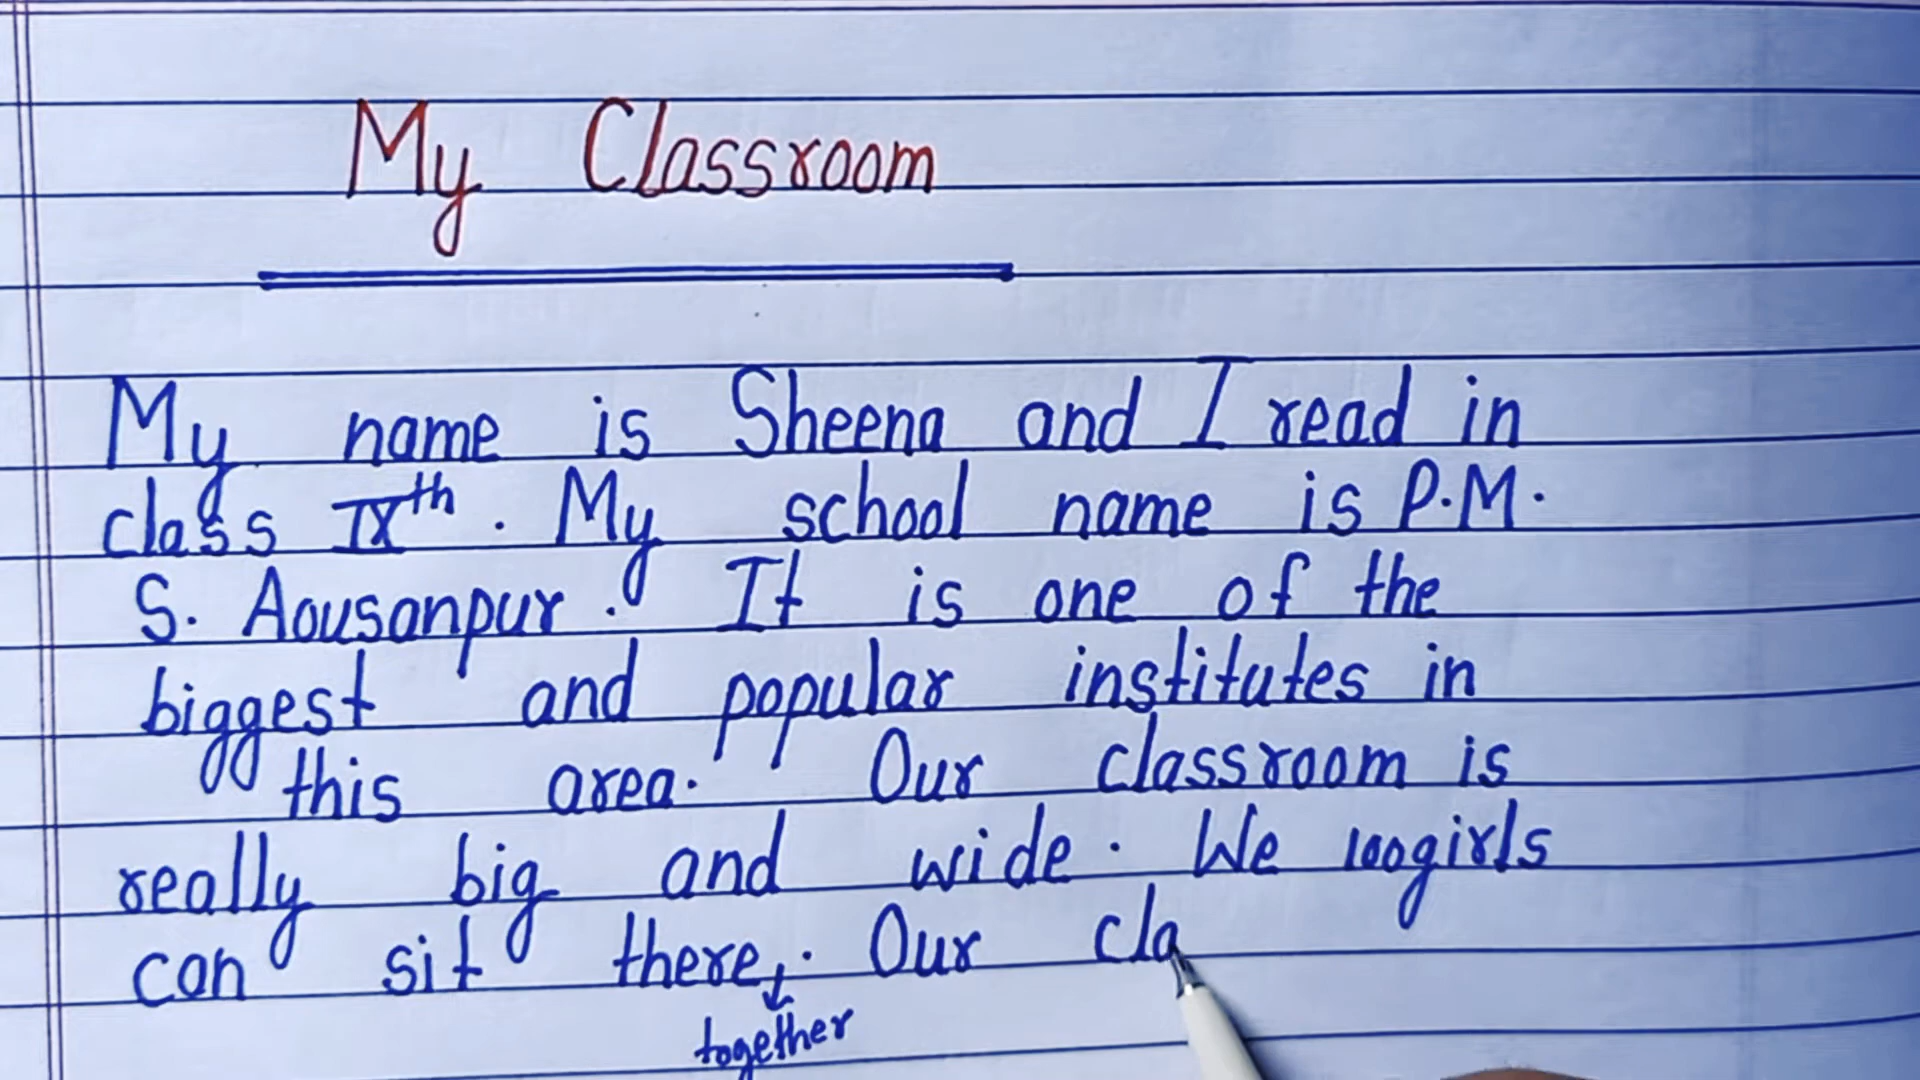 My Classroom
My name is Sheena and I read in
class IXth. My school name is P.M.
S. Aousanpur. It is one of the
biggest and popular institutes in
this area. Our classroom is
really big and wide. We 100girls
can sit there. Our cla
together